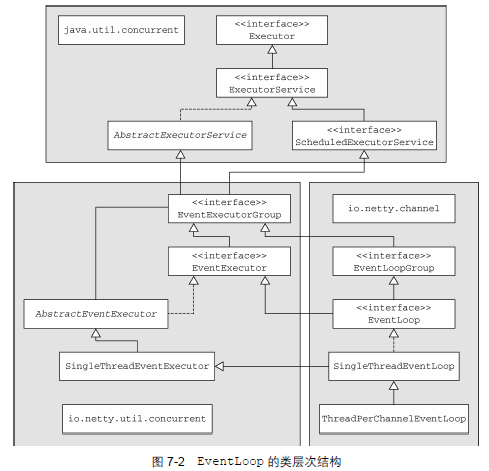 java.util.concurrent
<<interface>>
Executor
<<interface>>
ExecutorService
AbstractExecutorService
<<interface>>
ScheduledExecutorService
<<interface>>
EventExecutorGroup
io.netty.channel
<<interface>>
EventExecutor
<<interface>>
EventLoopGroup
AbstractEventExecutor
<<interface>>
EventLoop
SingleThreadEventExecutor
SingleThreadEventLoop
io.netty.util.concurrent
ThreadPerChannelEventLoop
图 7-2 EventLoop 的类层次结构